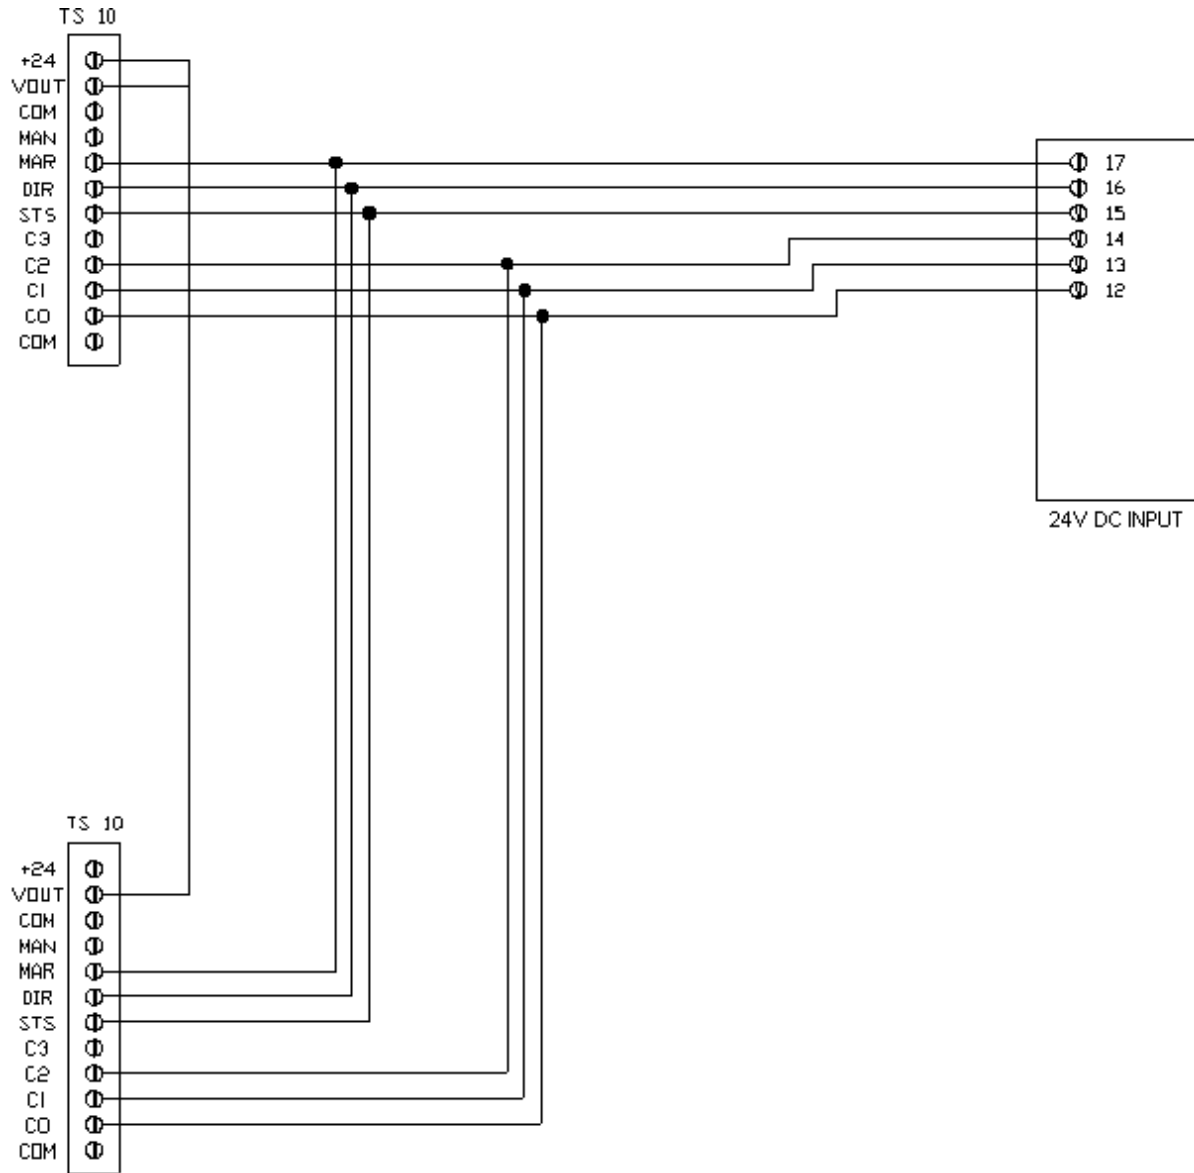 TS 10
+24
VOUT
COM
MAN
MAR
DIR
STS
C3
C2
C1
C0
COM
17
16
15
14
13
12
24V DC INPUT
TS 10
+24
VOUT
COM
MAN
MAR
DIR
STS
C3
C2
C1
C0
COM